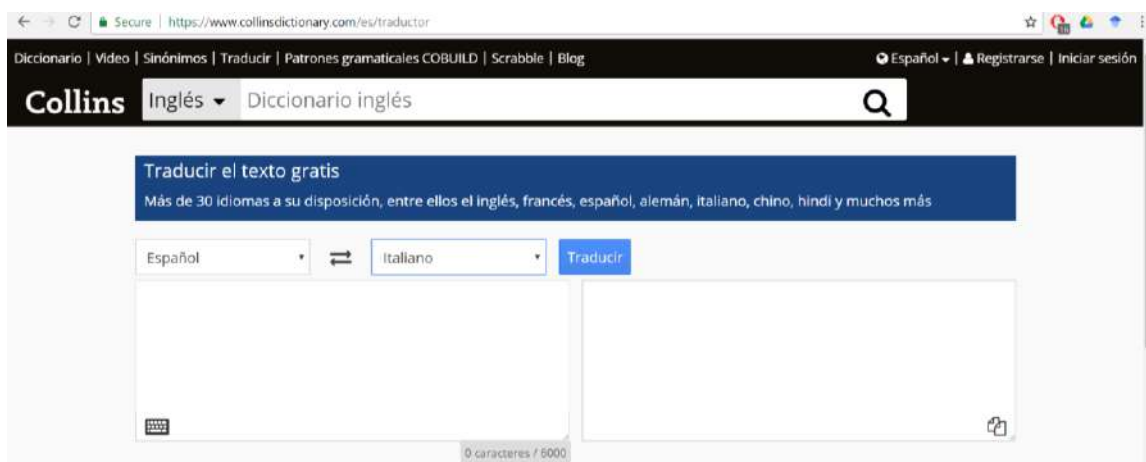 Secure | https://www.collinsdictionary.com/es/traductor
Diccionario | Video | Sinónimos | Traducir | Patrones gramaticales COBUILD | Scrabble | Blog
Español | Registrarse | Iniciar sesión
Collins Inglés Diccionario inglés
Traducir el texto gratis
Más de 30 idiomas a su disposición, entre ellos el inglés, francés, español, alemán, italiano, chino, hindi y muchos más
Español Italiano Traducir
0 caracteres / 6000